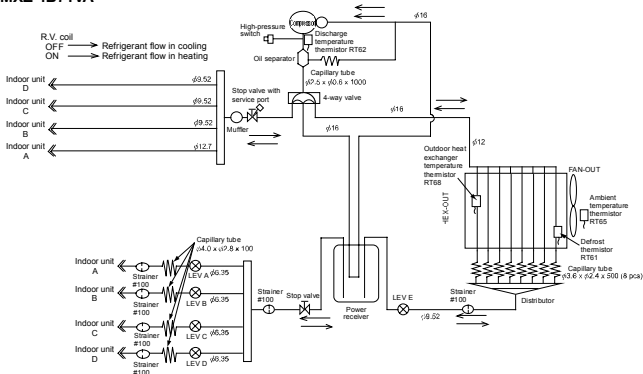 High-pressure
switch
Compressor
ϕ16
Discharge
temperature
thermistor RT62
Oil separator
Capillary tube
ϕ2.5 x ϕ0.6 x 1000
R.V. coil
OFF → Refrigerant flow in cooling
ON → Refrigerant flow in heating
Indoor unit
D
ϕ9.52
Indoor unit
C
ϕ9.52
Indoor unit
B
ϕ9.52
Indoor unit
A
ϕ12.7
Stop valve with
service port
Muffler
4-way valve
ϕ16
ϕ16
ϕ12
Outdoor heat
exchanger
temperature
thermistor
RT68
HEX-OUT
FAN-OUT
Ambient
temperature
thermistor
RT65
Defrost
thermistor
RT61
Capillary tube
ϕ3.6 x ϕ2.4 x 500 (8 pcs)
Distributor
Capillary tube
ϕ4.0 x ϕ2.8 x 100
Indoor unit
A
Strainer
#100
LEV A
ϕ6.35
Indoor unit
B
Strainer
#100
LEV B
ϕ6.35
Indoor unit
C
Strainer
#100
LEV C
ϕ6.35
Indoor unit
D
Strainer
#100
LEV D
ϕ6.35
Strainer
#100
Stop valve
Power
receiver
LEV E
ϕ9.52
Strainer
#100